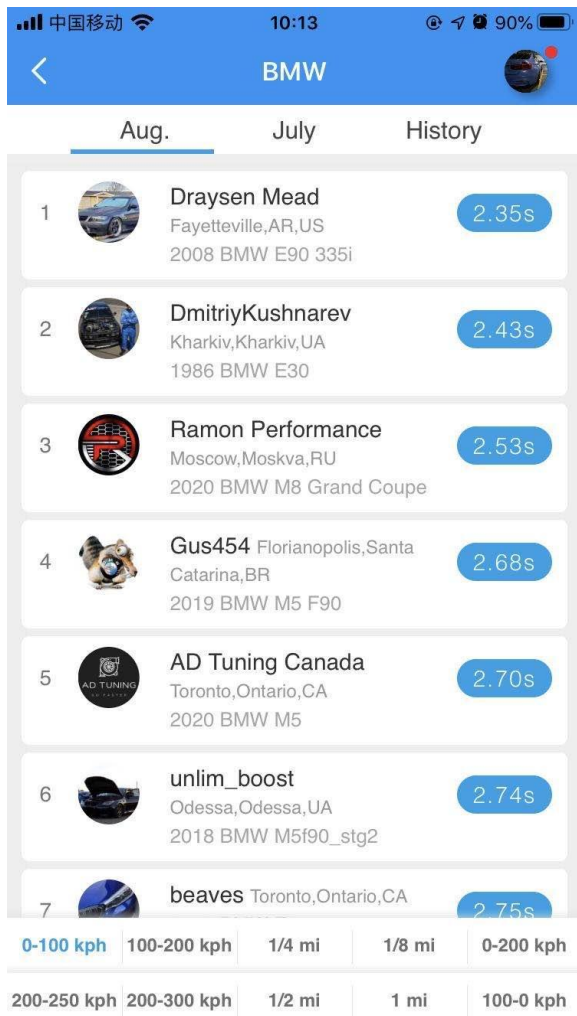 中国移动 10:13 90%
BMW
Aug. July History
1
Draysen Mead
Fayetteville,AR,US
2008 BMW E90 335i
2.35s
2
DmitriyKushnarev
Kharkiv,Kharkiv,UA
1986 BMW E30
2.43s
3
Ramon Performance
Moscow,Moskva,RU
2020 BMW M8 Grand Coupe
2.53s
4
Gus454 Florianopolis,Santa
Catarina,BR
2019 BMW M5 F90
2.68s
5
AD TUNING
AD Tuning Canada
Toronto,Ontario,CA
2020 BMW M5
2.70s
6
unlim_boost
Odessa,Odessa,UA
2018 BMW M5f90_stg2
2.74s
7
beaves Toronto,Ontario,CA
2.75s
0-100 kph 100-200 kph 1/4 mi 1/8 mi 0-200 kph
200-250 kph 200-300 kph 1/2 mi 1 mi 100-0 kph